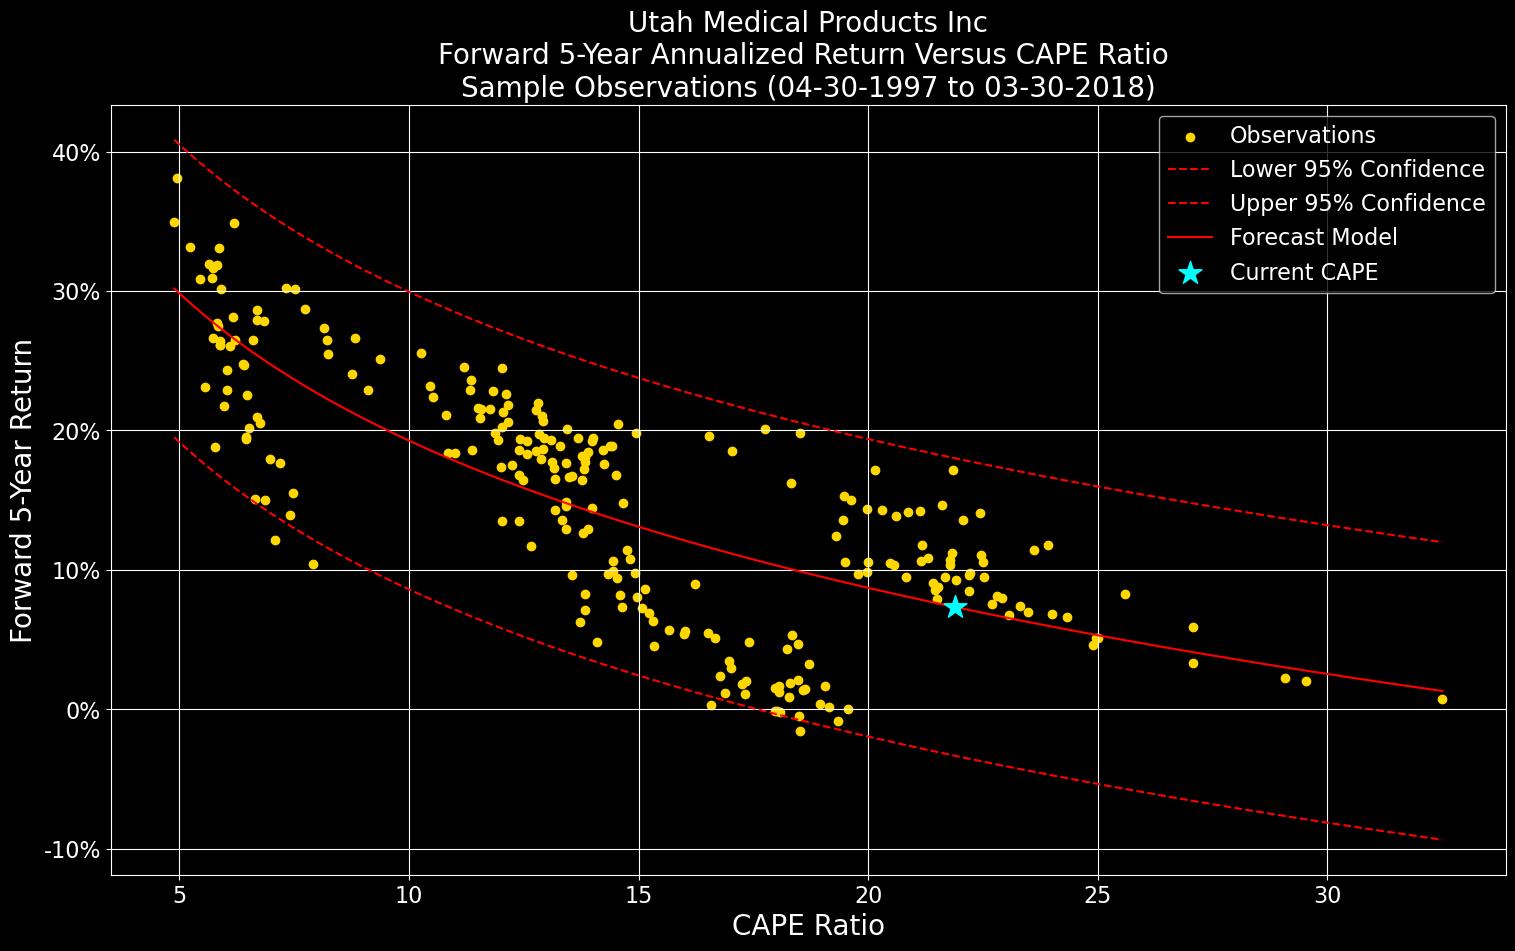 Utah Medical Products Inc
Forward 5-Year Annualized Return Versus CAPE Ratio
Sample Observations (04-30-1997 to 03-30-2018)
Observations
Lower 95% Confidence
Upper 95% Confidence
Forecast Model
Current CAPE
Forward 5-Year Return
40%
30%
20%
10%
0%
-10%
5 10 15 20 25 30
CAPE Ratio